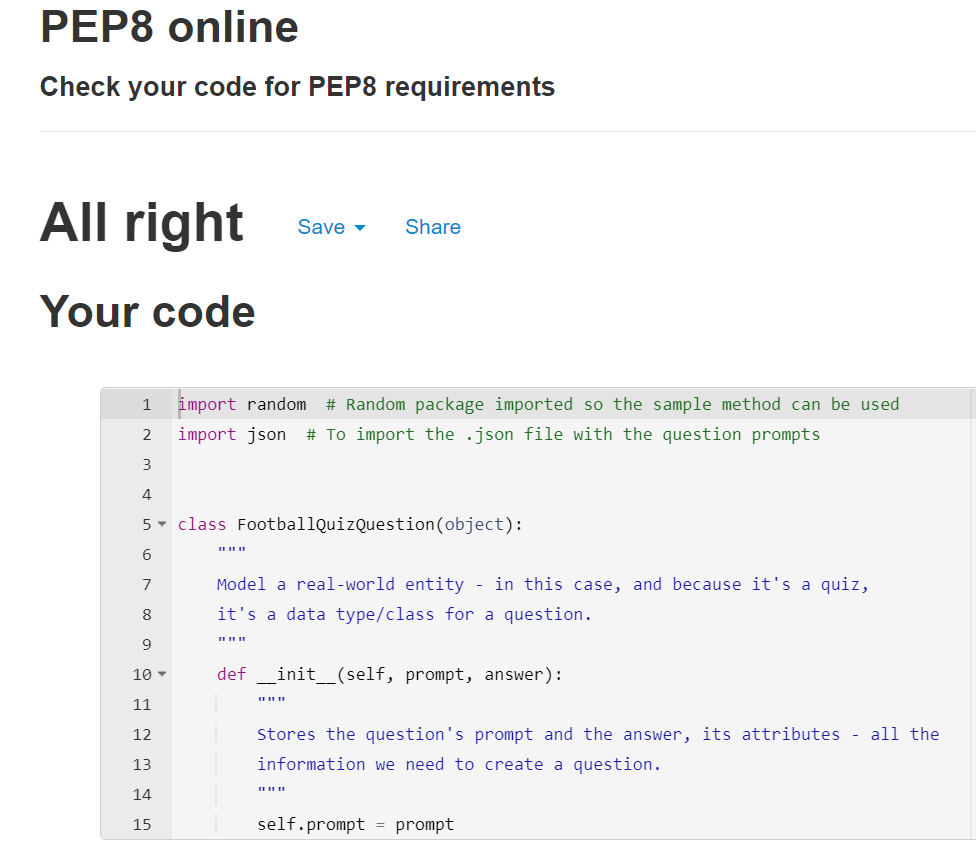 PEP8 online
Check your code for PEP8 requirements
All right Save Share
Your code
1 import random  # Random package imported so the sample method can be used
2 import json  # To import the .json file with the question prompts
3
4
5 class FootballQuizQuestion(object):
6     """
7     Model a real-world entity - in this case, and because it's a quiz,
8     it's a data type/class for a question.
9     """
10     def __init__(self, prompt, answer):
11         """
12         Stores the question's prompt and the answer, its attributes - all the
13         information we need to create a question.
14         """
15         self.prompt = prompt